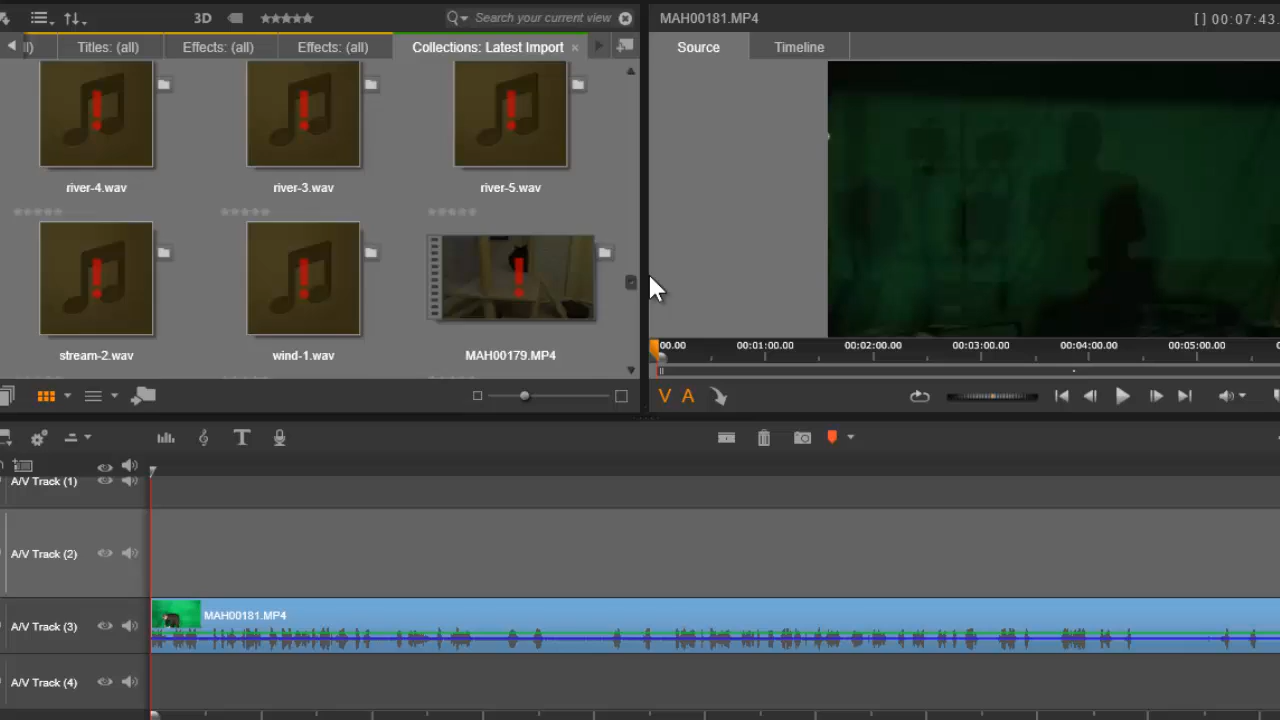 3D
Search your current view
MAH00181.MP4
[ ] 00:07:43.
l)
Titles: (all)
Effects: (all)
Effects: (all)
Collections: Latest Import
Source
Timeline
river-4.wav
river-3.wav
river-5.wav
stream-2.wav
wind-1.wav
MAH00179.MP4
00.00
00:01:00.00
00:02:00.00
00:03:00.00
00:04:00.00
00:05:00.00
V A
T
A/V Track (1)
A/V Track (2)
A/V Track (3)
MAH00181.MP4
A/V Track (4)